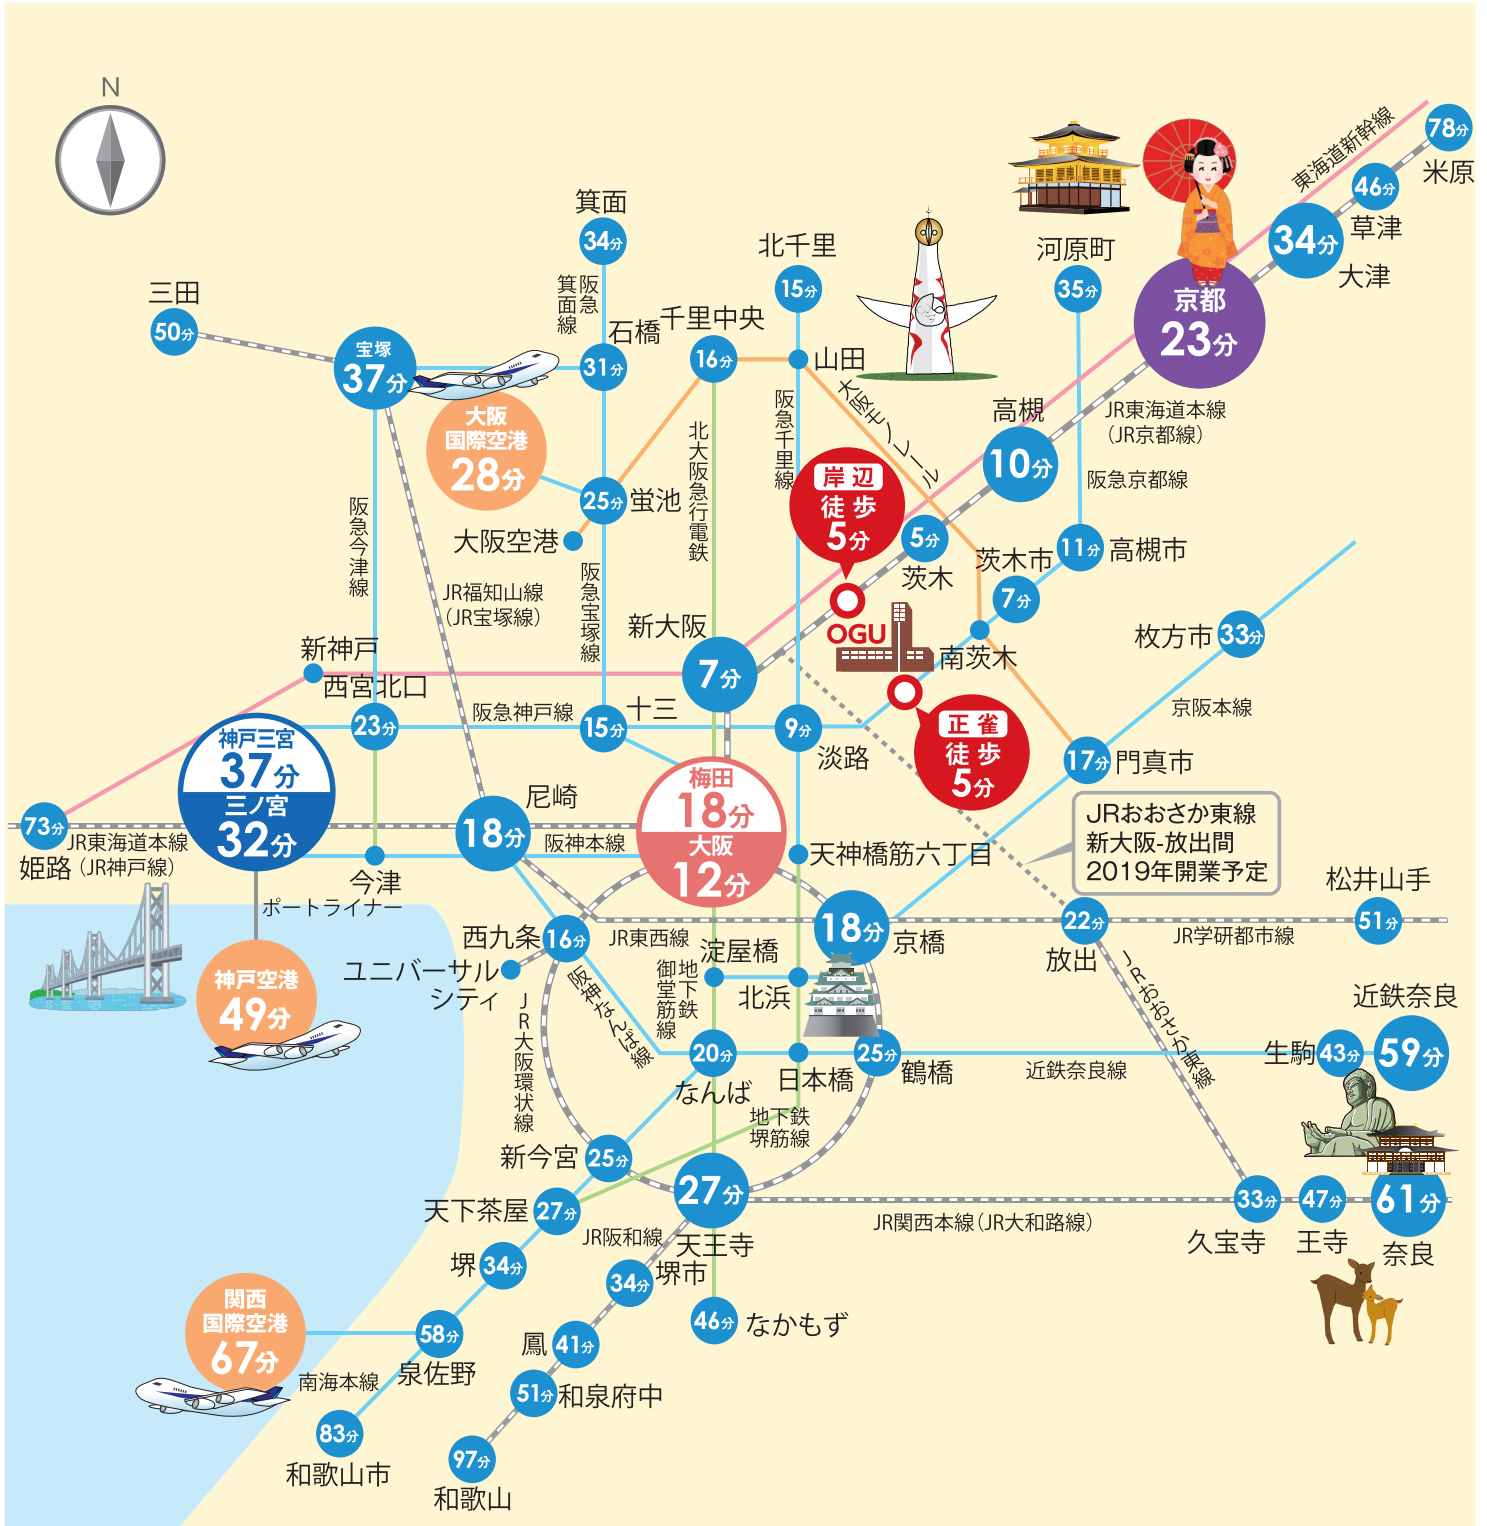 N
東海道新幹線
78分
米原
46分
草津
34分
大津
箕面
34分
阪急
箕面線
北千里
15分
河原町
35分
京都
23分
三田
50分
宝塚
37分
石橋
31分
千里中央
16分
山田
大阪モノレール
阪急千里線
北大阪急行電鉄
高槻
10分
JR東海道本線
(JR京都線)
阪急京都線
大阪
国際空港
28分
25分
蛍池
大阪空港
岸辺
徒歩
5分
5分
茨木
茨木市
7分
11分
高槻市
阪急今津線
JR福知山線
(JR宝塚線)
阪急宝塚線
新大阪
7分
OGU
南茨木
枚方市
33分
新神戸
西宮北口
23分
阪急神戸線
十三
15分
9分
淡路
正雀
徒歩
5分
京阪本線
17分
門真市
神戸三宮
37分
三ノ宮
32分
梅田
18分
大阪
12分
尼崎
18分
阪神本線
73分
姫路
JR東海道本線
(JR神戸線)
今津
天神橋筋六丁目
JRおおさか東線
新大阪-放出間
2019年開業予定
松井山手
51分
ポートライナー
西九条
16分
JR東西線
18分
京橋
22分
放出
JR学研都市線
ユニバーサル
シティ
淀屋橋
北浜
地下鉄
御堂筋線
阪神なんば線
JR大阪環状線
JRおおさか東線
神戸空港
49分
近鉄奈良
59分
生駒
43分
20分
なんば
日本橋
25分
鶴橋
近鉄奈良線
地下鉄
堺筋線
新今宮
25分
天下茶屋
27分
27分
天王寺
JR阪和線
JR関西本線(JR大和路線)
33分
久宝寺
47分
王寺
61分
奈良
堺
34分
34分
堺市
46分
なかもず
関西
国際空港
67分
58分
泉佐野
南海本線
鳳
41分
51分
和泉府中
83分
和歌山市
97分
和歌山